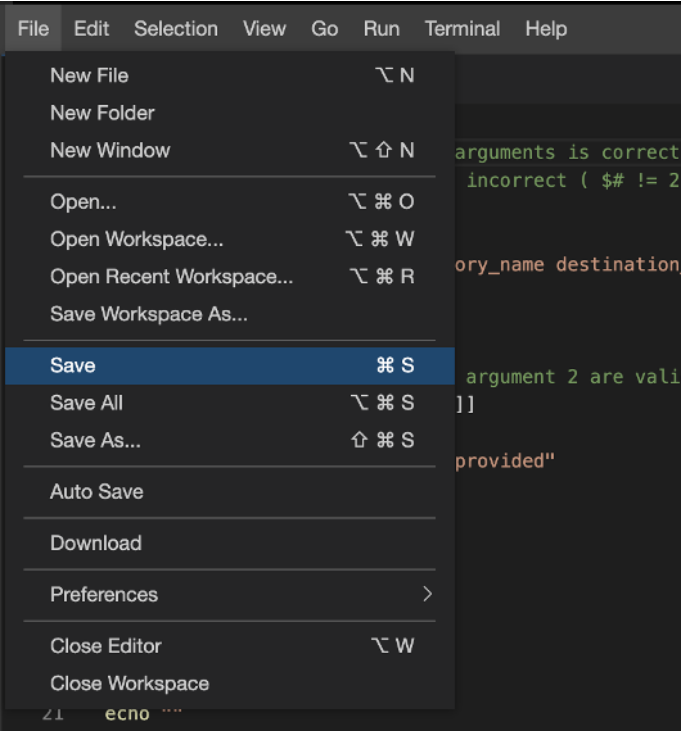 File Edit Selection View Go Run Terminal Help
New File ⌥ N
New Folder
New Window ⌥ ⇧ N
arguments is correct
incorrect ( $# != 2
Open... ⌥ ⌘ O
Open Workspace... ⌥ ⌘ W
ory_name destination_
Open Recent Workspace... ⌥ ⌘ R
Save Workspace As...
Save ⌘ S
argument 2 are vali
Save All ⌥ ⌘ S
]]
Save As... ⇧ ⌘ S
provided"
Auto Save
Download
Preferences >
Close Editor ⌥ W
Close Workspace
21 echo ""